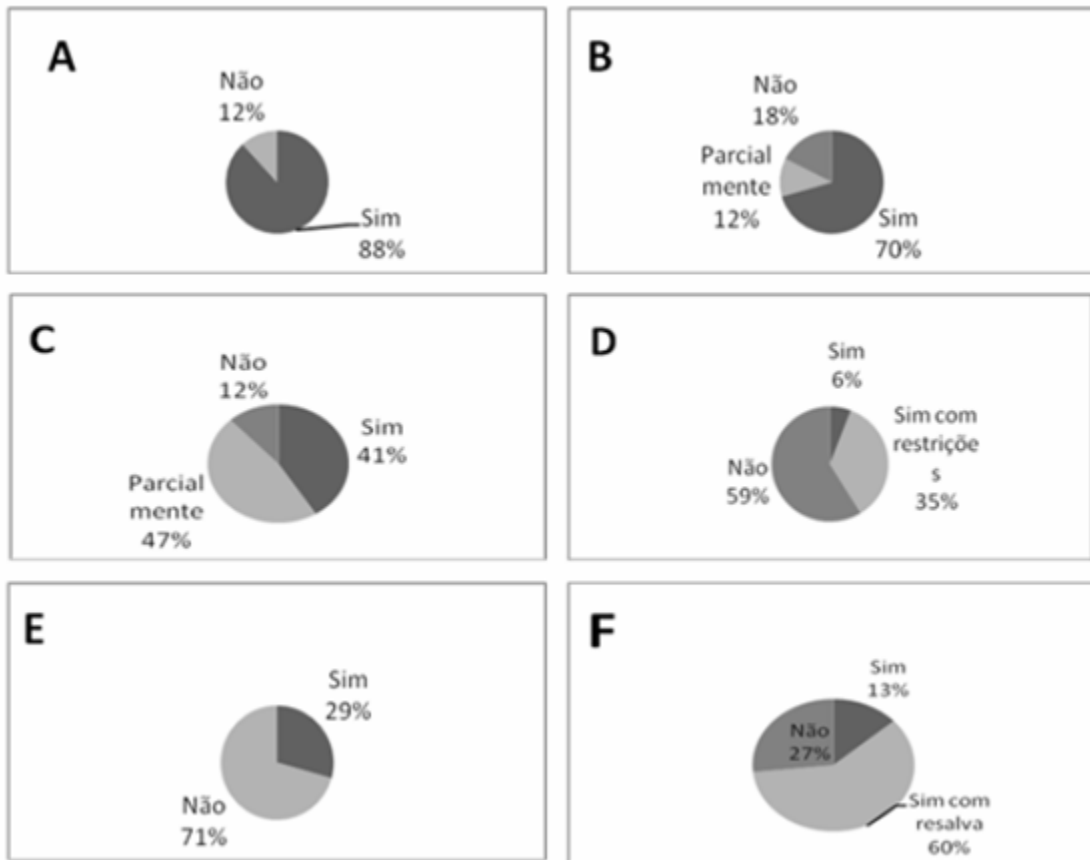 A
Não
12%
Sim
88%
B
Não
18%
Parcial
mente
12%
Sim
70%
C
Não
12%
Sim
41%
Parcial
mente
47%
D
Sim
6%
Sim com
restriçõe
s
35%
Não
59%
E
Sim
29%
Não
71%
F
Sim
13%
Não
27%
Sim com
resalva
60%